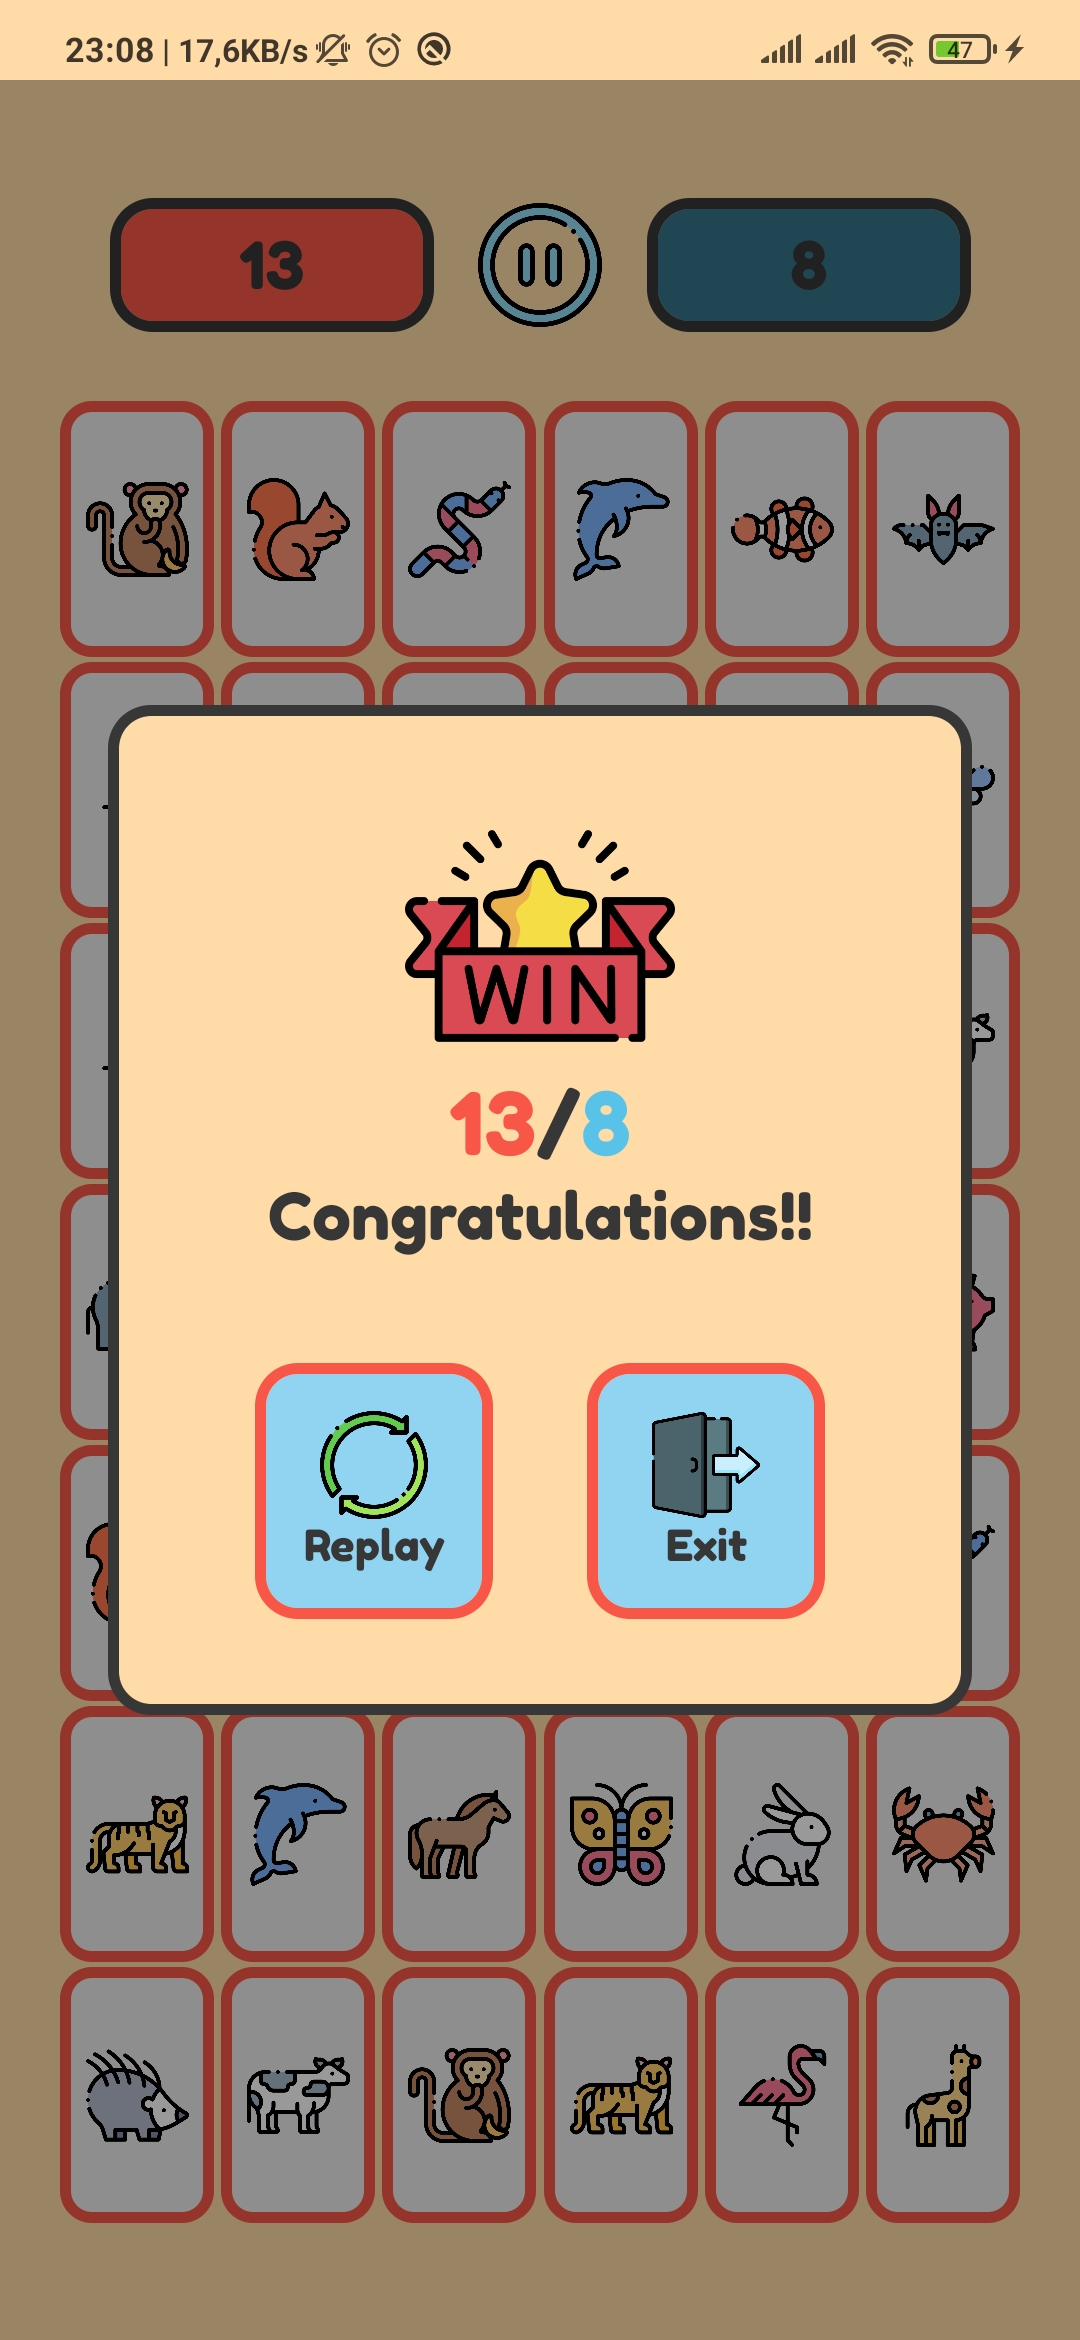 23:08 | 17,6KB/s 47
13 8
WIN
13/8
Congratulations!!
Replay Exit